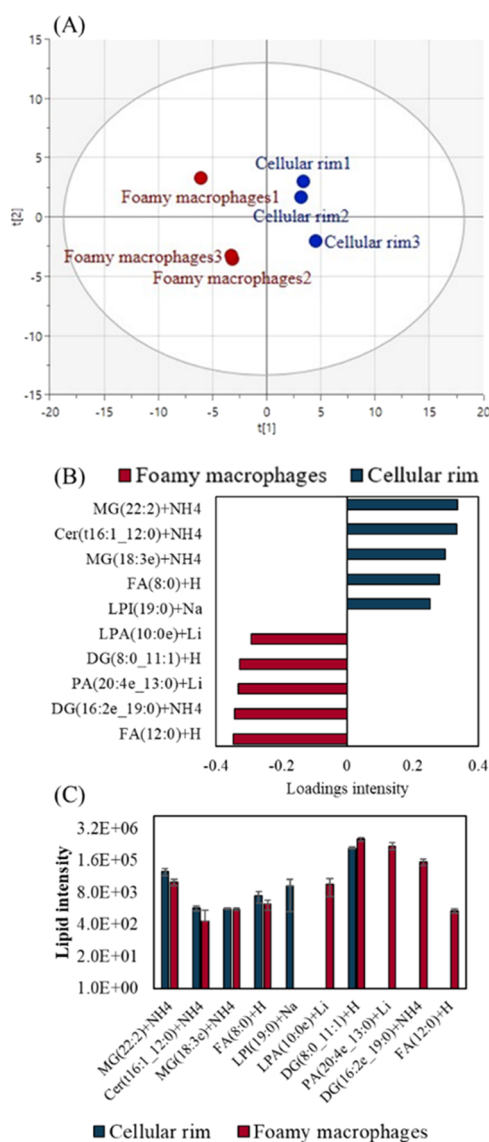 (A)
15
10
5
0
-5
-10
-15
t[2]
Cellular rim1
Foamy macrophages1
Cellular rim2
Cellular rim3
Foamy macrophages3
Foamy macrophages2
-20 -15 -10 -5 0 5 10 15 20
t[1]
(B)
Foamy macrophages Cellular rim
MG(22:2)+NH4
Cer(t16:1_12:0)+NH4
MG(18:3e)+NH4
FA(8:0)+H
LPI(19:0)+Na
LPA(10:0e)+Li
DG(8:0_11:1)+H
PA(20:4e_13:0)+Li
DG(16:2e_19:0)+NH4
FA(12:0)+H
-0.4 -0.2 0 0.2 0.4
Loadings intensity
(C)
Lipid intensity
3.2E+06
1.6E+05
8.0E+03
4.0E+02
2.0E+01
1.0E+00
MG(22:2)+NH4
Cer(t16:1_12:0)+NH4
MG(18:3e)+NH4
FA(8:0)+H
LPI(19:0)+Na
LPA(10:0e)+Li
DG(8:0_11:1)+H
PA(20:4e_13:0)+Li
DG(16:2e_19:0)+NH4
FA(12:0)+H
Cellular rim Foamy macrophages